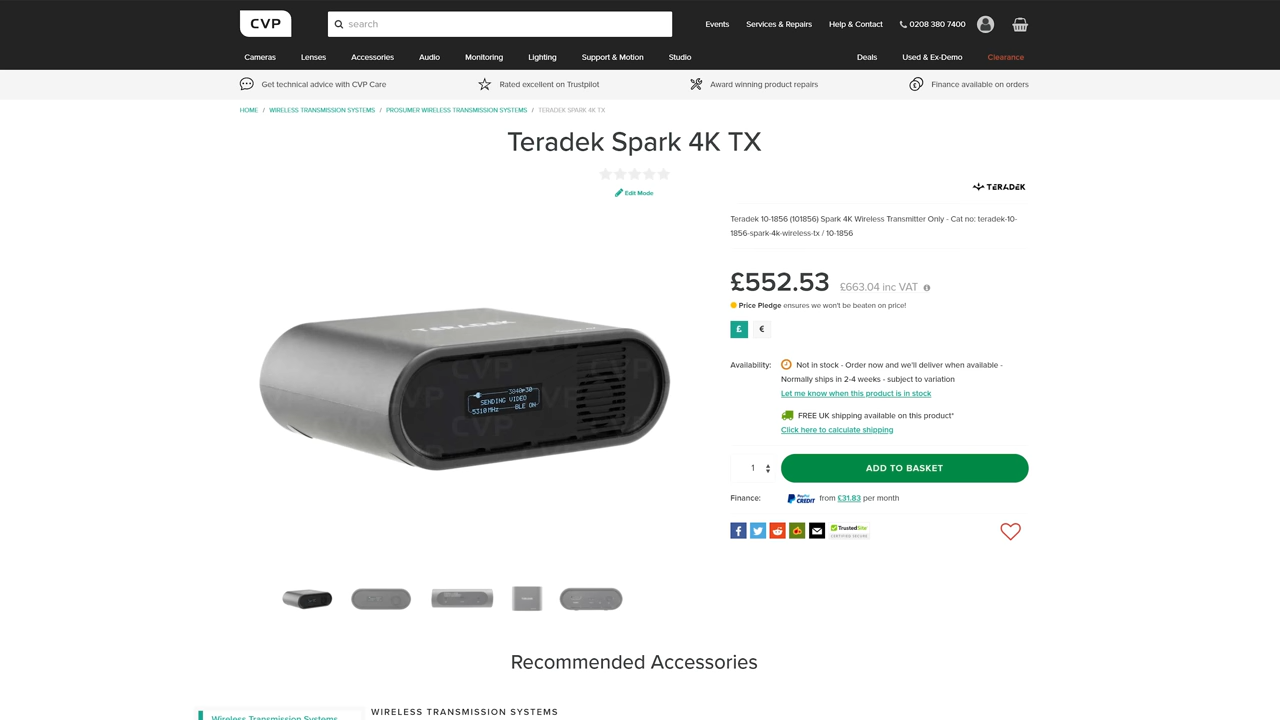 CVP
search
Events
Services & Repairs
Help & Contact
0208 380 7400
Cameras
Lenses
Accessories
Audio
Monitoring
Lighting
Support & Motion
Studio
Deals
Used & Ex-Demo
Clearance
Get technical advice with CVP Care
Rated excellent on Trustpilot
Award winning product repairs
Finance available on orders
HOME / WIRELESS TRANSMISSION SYSTEMS / PROSUMER WIRELESS TRANSMISSION SYSTEMS / TERADEK SPARK 4K TX
Teradek Spark 4K TX
Edit Mode
TERADEK
Teradek 10-1856 (101856) Spark 4K Wireless Transmitter Only - Cat no: teradek-10-
1856-spark-4k-wireless-tx / 10-1856
£552.53 £663.04 inc VAT
Price Pledge ensures we won't be beaten on price!
£ €
Availability:
Not in stock - Order now and we'll deliver when available -
Normally ships in 2-4 weeks - subject to variation
Let me know when this product is in stock
FREE UK shipping available on this product*
Click here to calculate shipping
1
ADD TO BASKET
Finance:
PayPal CREDIT
from £31.83 per month
TrustedSite
CERTIFIED SECURE
TERADEK
3840p30
SENDING VIDEO
5310MHz BLE ON
CVP
Recommended Accessories
Wireless Transmission Systems
WIRELESS TRANSMISSION SYSTEMS